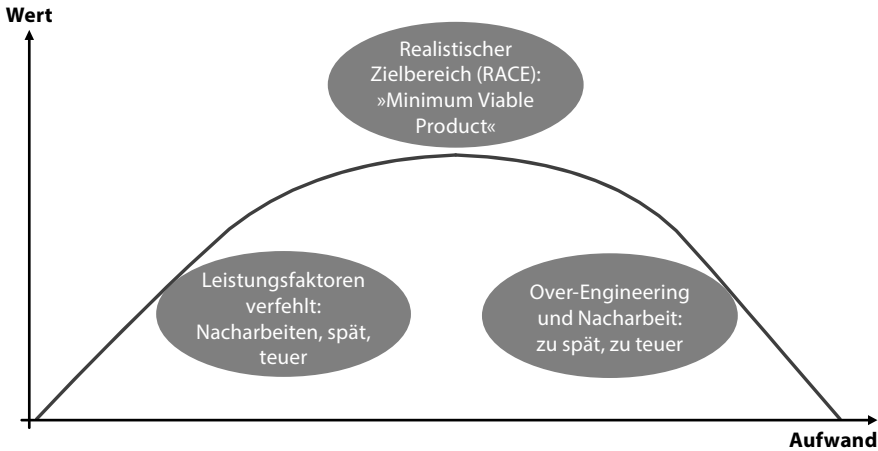 Wert
Realistischer
Zielbereich (RACE):
»Minimum Viable
Product«
Leistungsfaktoren
verfehlt:
Nacharbeiten, spät,
teuer
Over-Engineering
und Nacharbeit:
zu spät, zu teuer
Aufwand